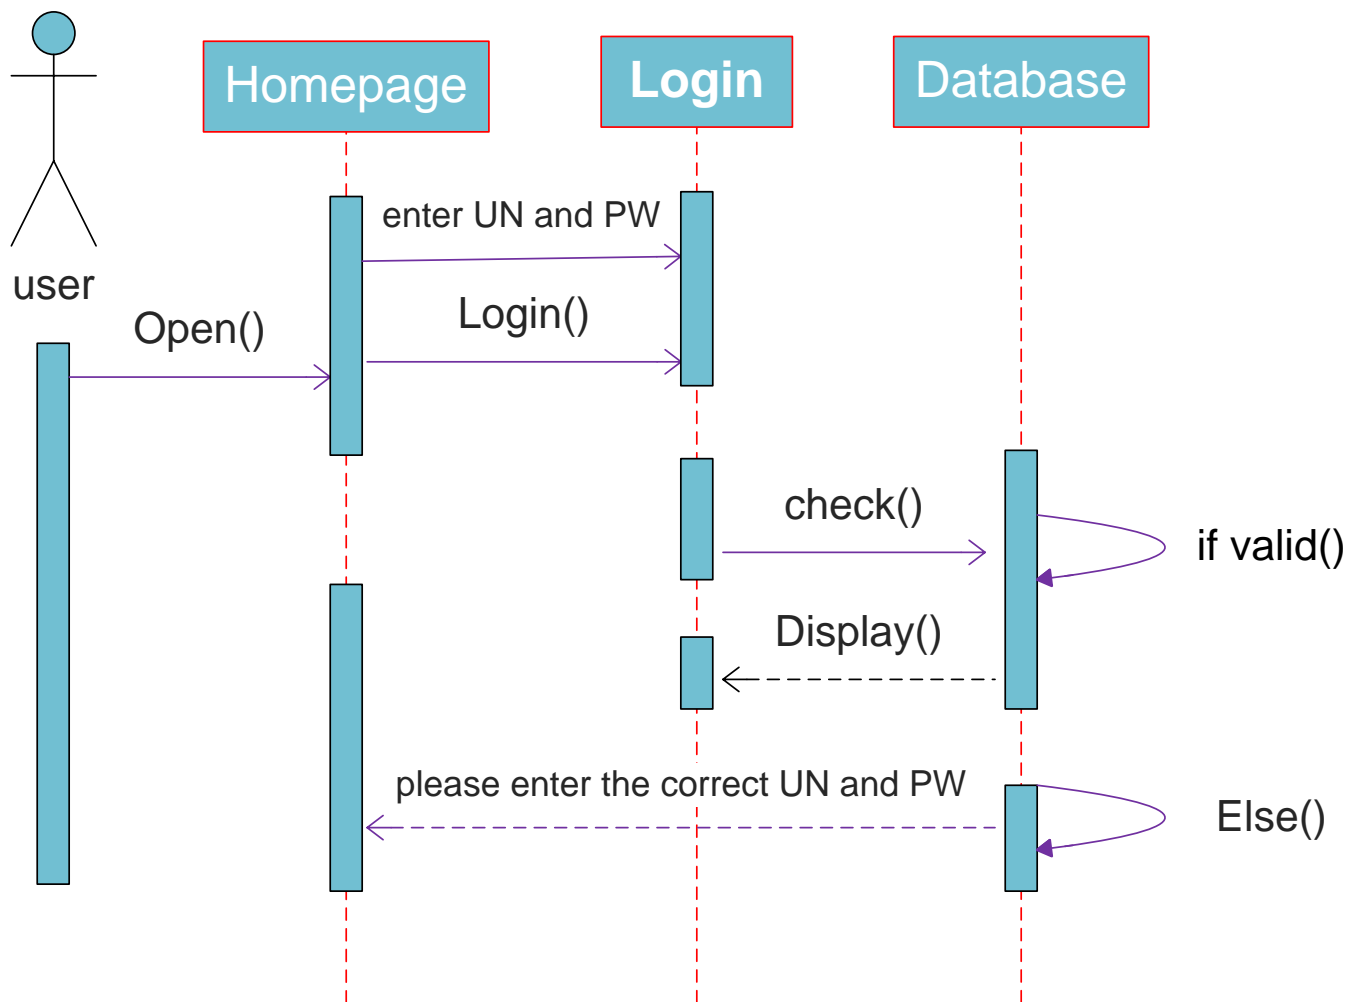 Homepage
Login
Database
enter UN and PW
user
Open()
Login()
check()
if valid()
Display()
please enter the correct UN and PW
Else()